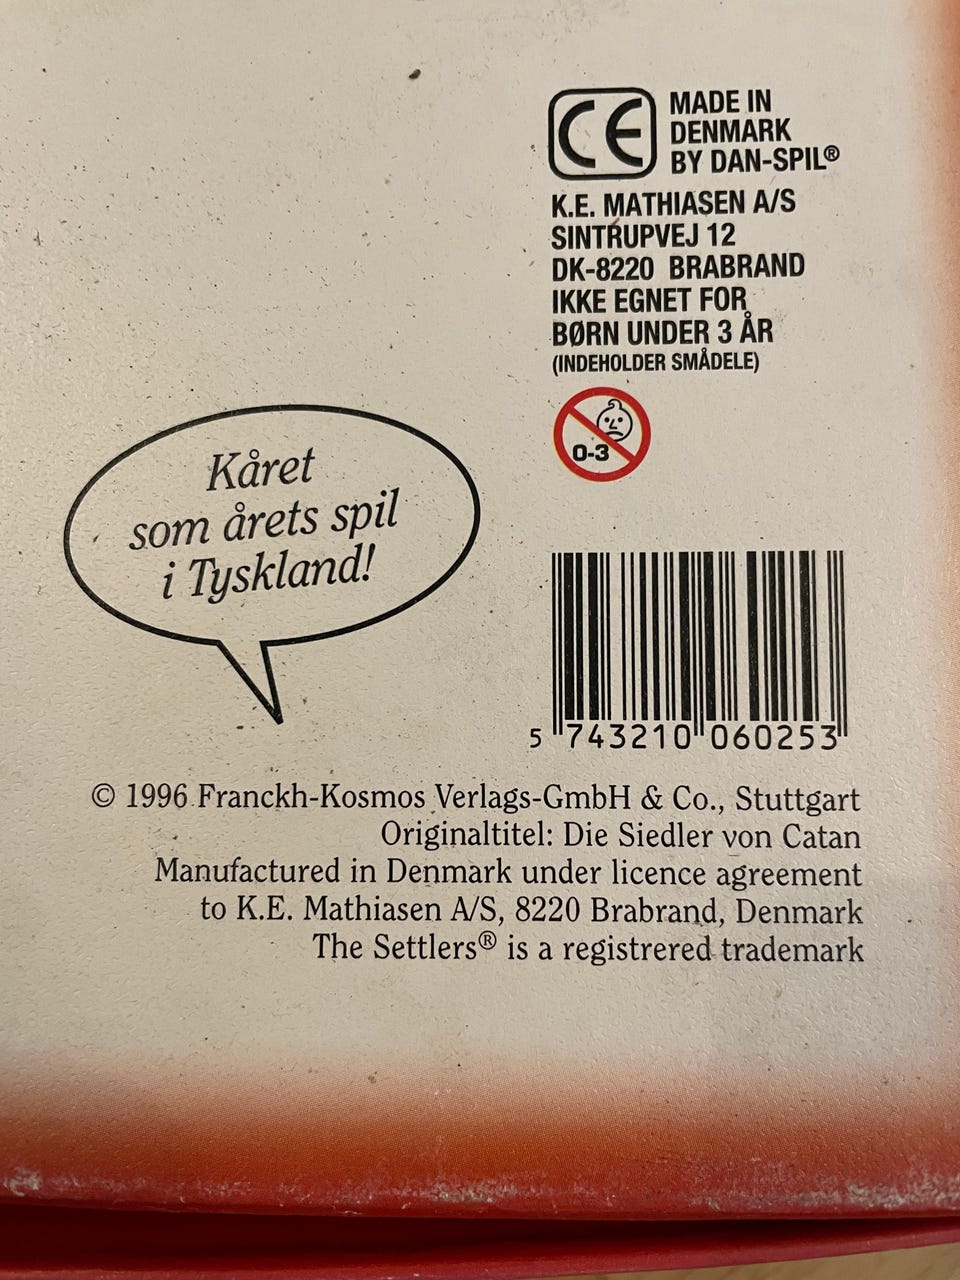 CE
MADE IN
DENMARK
BY DAN-SPIL®
K.E. MATHIASEN A/S
SINTRUPVEJ 12
DK-8220 BRABRAND
IKKE EGNET FOR
BØRN UNDER 3 ÅR
(INDEHOLDER SMÅDELE)
0-3
Kåret
som årets spil
i Tyskland!
5 743210 060253
© 1996 Franckh-Kosmos Verlags-GmbH & Co., Stuttgart
Originaltitel: Die Siedler von Catan
Manufactured in Denmark under licence agreement
to K.E. Mathiasen A/S, 8220 Brabrand, Denmark
The Settlers® is a registrered trademark